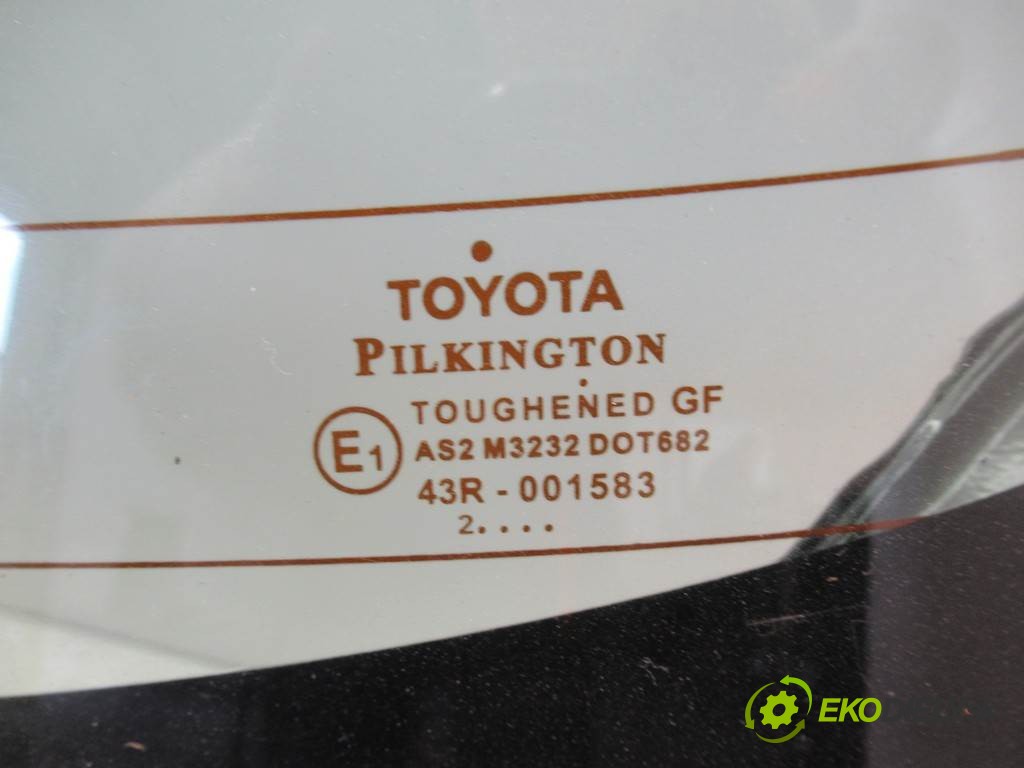 TOYOTA
PILKINGTON
TOUGHENED GF
E1
AS2 M3232 DOT682
43R - 001583
2....
EKO